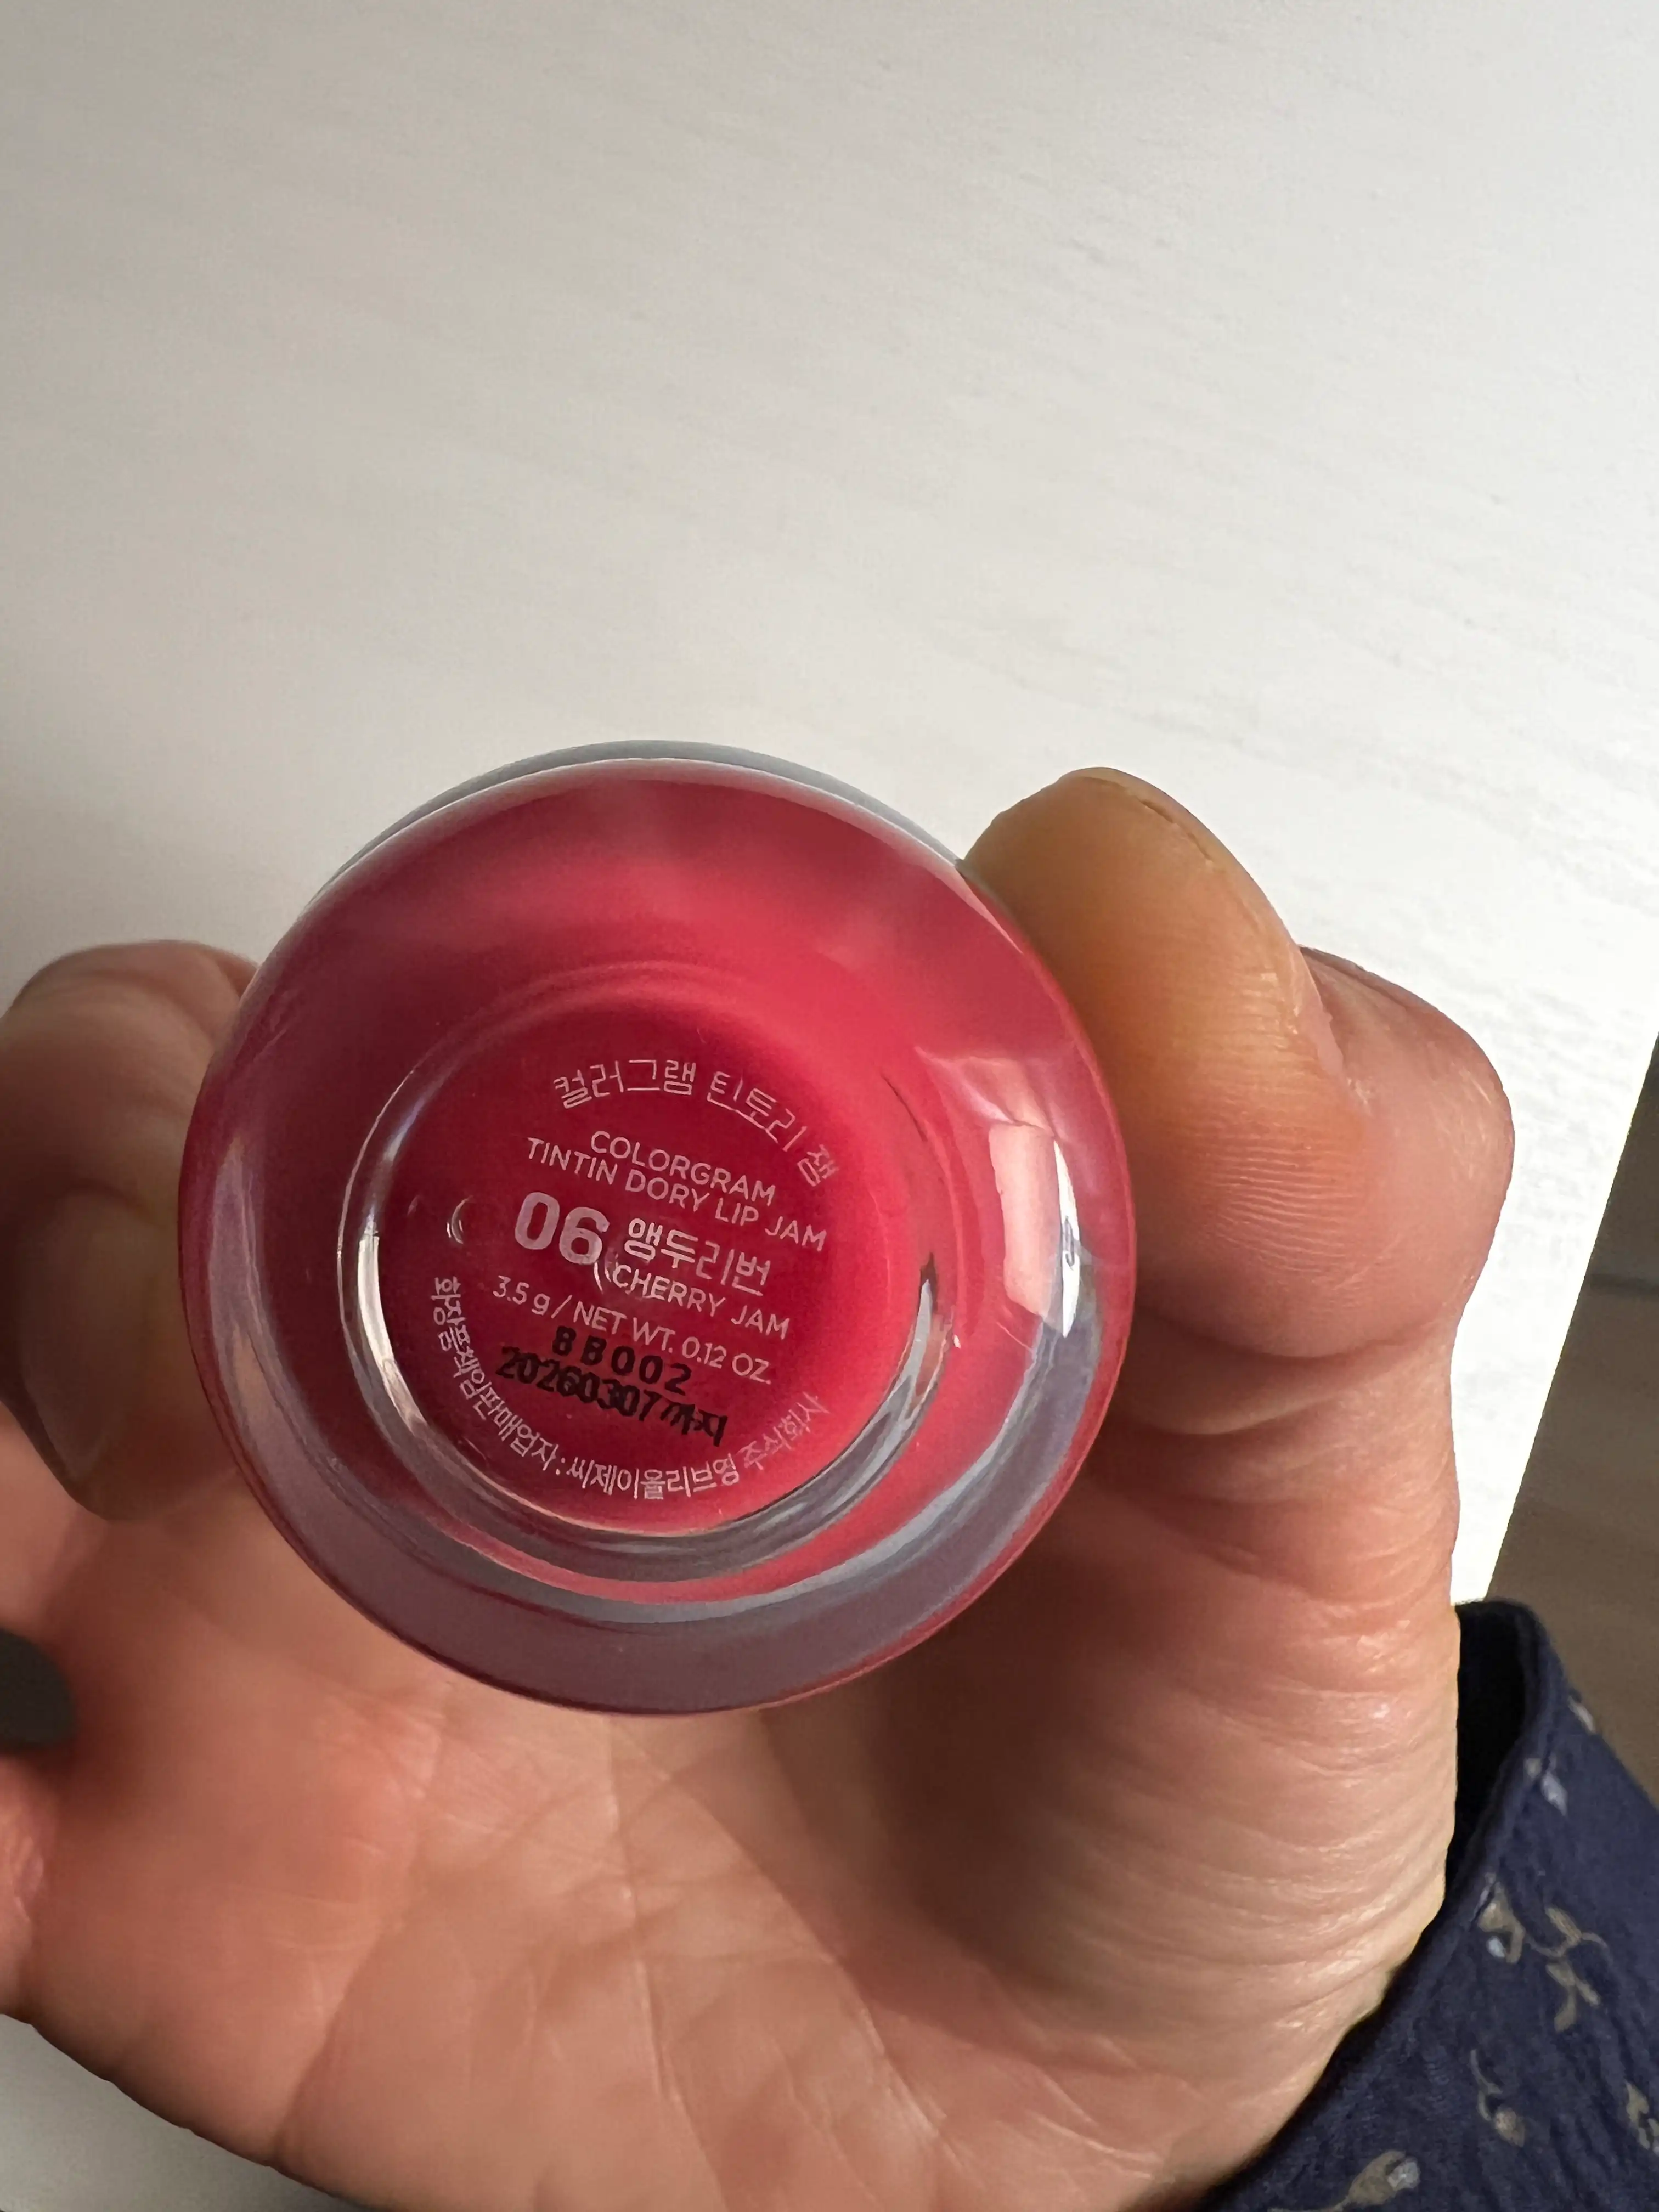 컬러그램 틴토리 잼
COLORGRAM
TINTIN DORY LIP JAM
06 앵두리번
CHERRY JAM
3.5 g / NET WT. 0.12 OZ.
BB002
20260307까지
화장품책임판매업자 : 씨제이올리브영 주식회사